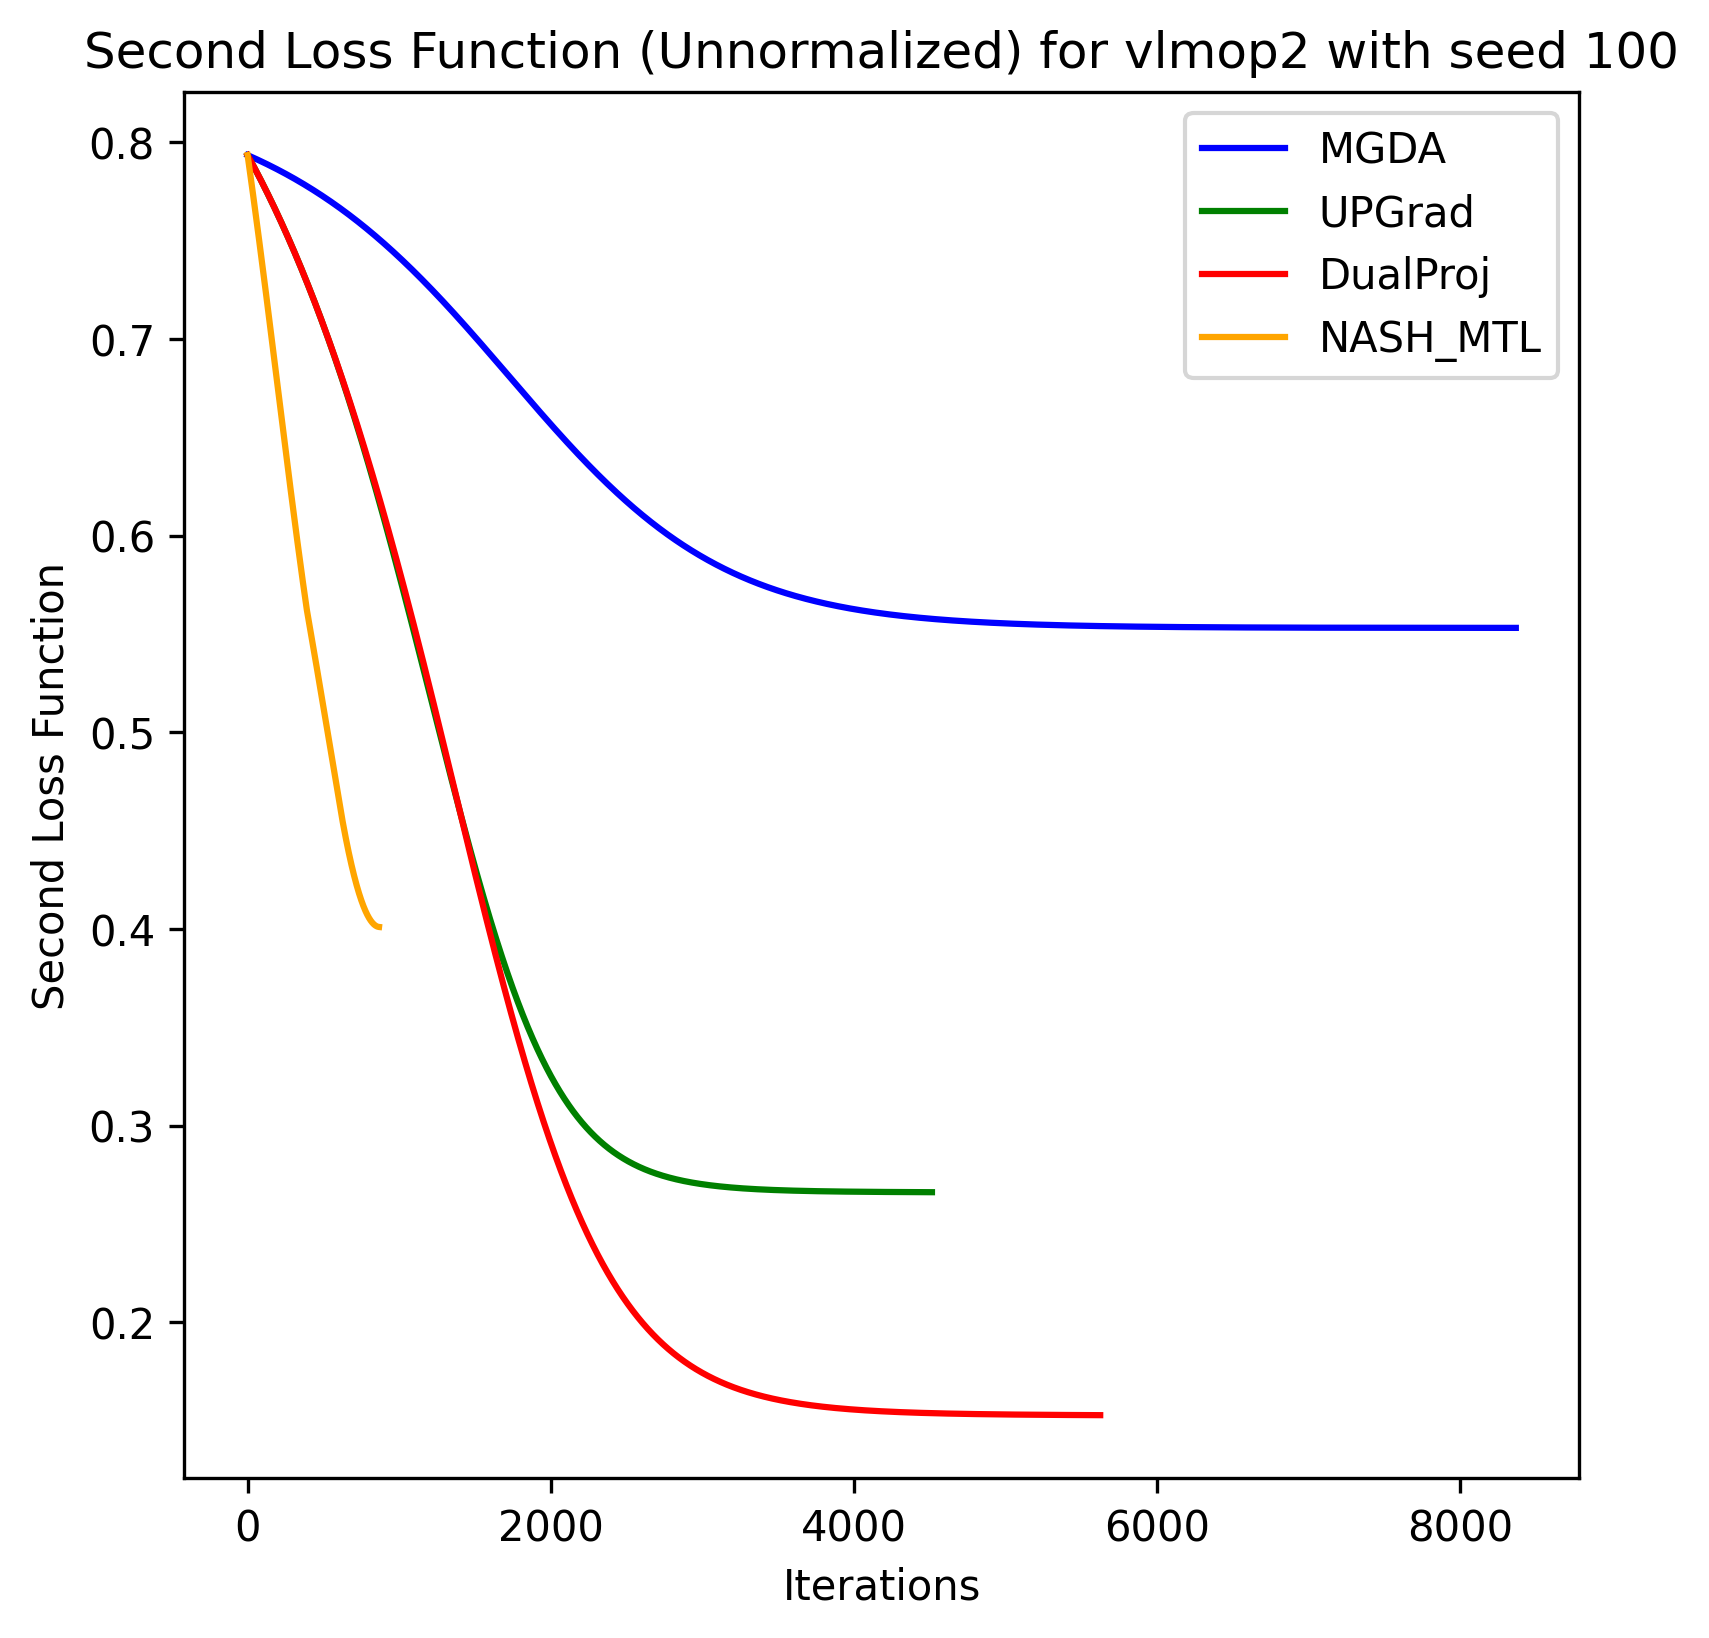 Second Loss Function (Unnormalized) for vlmop2 with seed 100
MGDA
UPGrad
DualProj
NASH_MTL
0.8
0.7
0.6
0.5
0.4
0.3
0.2
Second Loss Function
0
2000
4000
6000
8000
Iterations